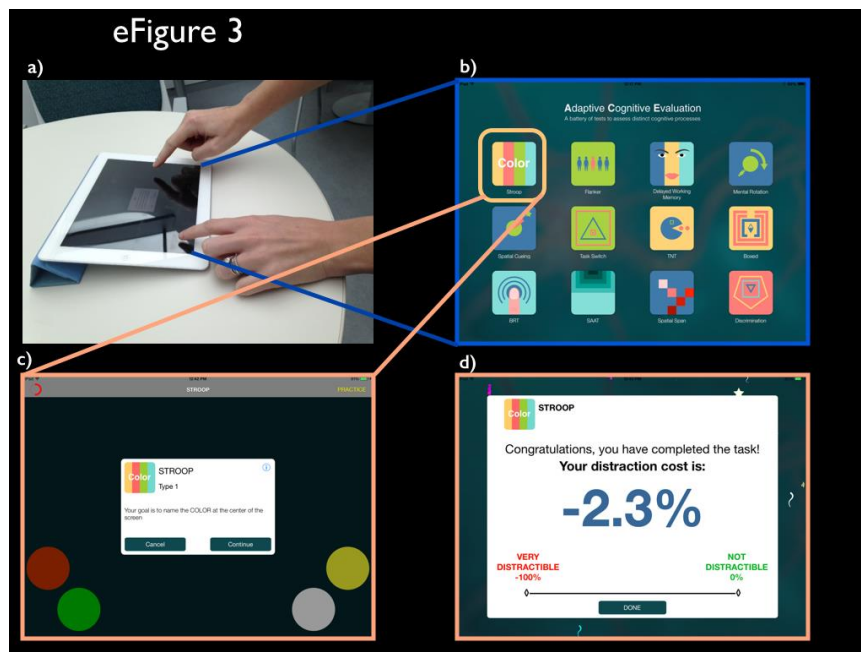 eFigure 3
a)
b)
Adaptive Cognitive Evaluation
A battery of tests to assess distinct cognitive processes
Color
Stroop
Flanker
Delayed Working
Memory
Mental Rotation
Spatial Cueing
Task Switch
TNT
Boxed
BRT
SAAT
Spatial Span
Discrimination
c)
STROOP
PRACTICE
Color
STROOP
Type 1
Your goal is to name the COLOR at the center of the
screen
Cancel
Continue
d)
Color
STROOP
Congratulations, you have completed the task!
Your distraction cost is:
-2.3%
VERY
DISTRACTIBLE
-100%
NOT
DISTRACTIBLE
0%
DONE